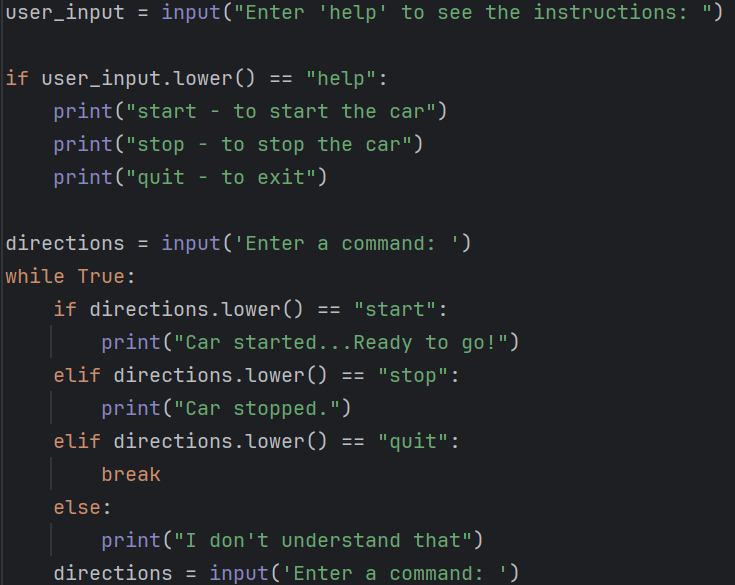 user_input = input("Enter 'help' to see the instructions: ")
if user_input.lower() == "help":
    print("start - to start the car")
    print("stop - to stop the car")
    print("quit - to exit")
directions = input('Enter a command: ')
while True:
    if directions.lower() == "start":
        print("Car started...Ready to go!")
    elif directions.lower() == "stop":
        print("Car stopped.")
    elif directions.lower() == "quit":
        break
    else:
        print("I don't understand that")
    directions = input('Enter a command: ')